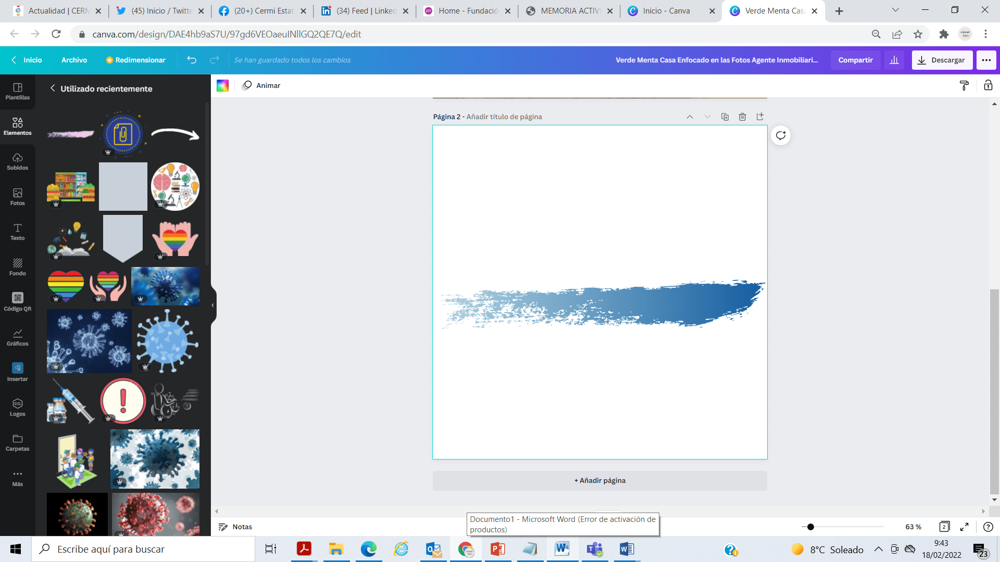 Actualidad | CERM
(45) Inicio / Twitte
(20+) Cermi Estat
(34) Feed | Linked
Home - Fundació
MEMORIA ACTIVI
Inicio - Canva
Verde Menta Cas
canva.com/design/DAE4hb9aS7U/97gd6VEOaeuINllGQ2QE7Q/edit
Inicio
Archivo
Redimensionar
Se han guardado todos los cambios
Verde Menta Casa Enfocado en las Fotos Agente Inmobiliari...
Compartir
Descargar
Plantillas
Elementos
Subidos
Fotos
Texto
Fondo
Código QR
Gráficos
Insertar
CO.
Logos
Carpetas
Más
Utilizado recientemente
Animar
Página 2 - Añadir título de página
+ Añadir página
Notas
Documento1 - Microsoft Word (Error de activación de
productos)
63 %
2
Escribe aquí para buscar
8°C Soleado
9:43
18/02/2022
23